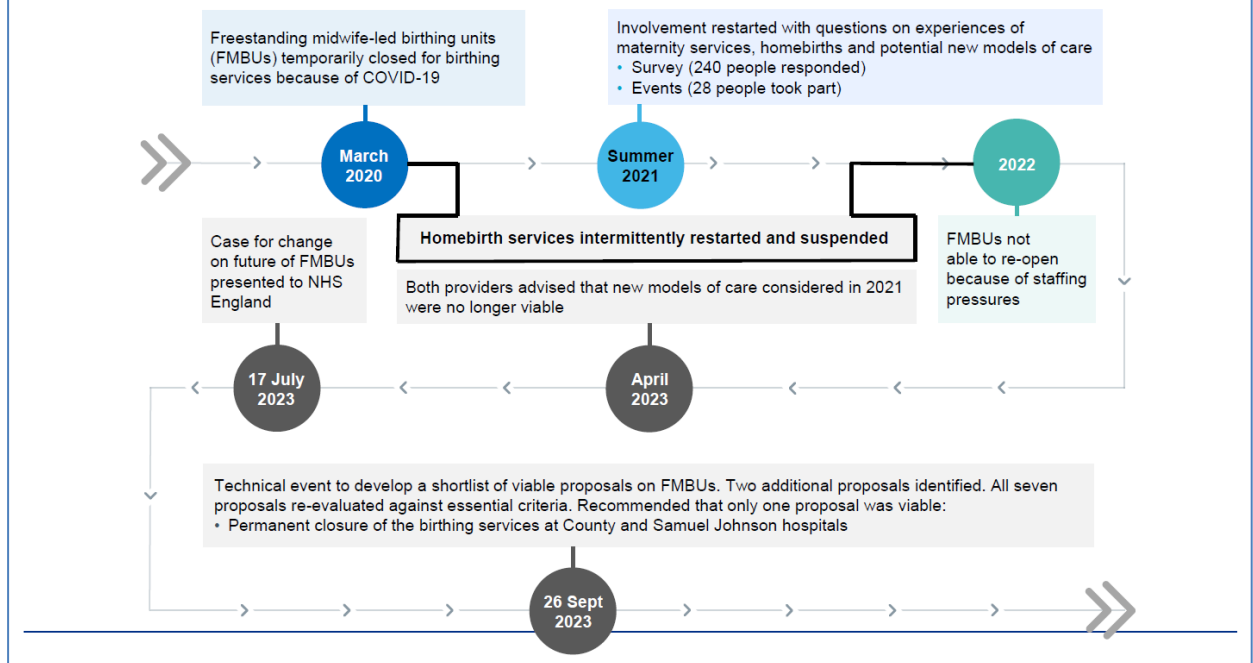 Freestanding midwife-led birthing units
(FMBUs) temporarily closed for birthing
services because of COVID-19
Involvement restarted with questions on experiences of
maternity services, homebirths and potential new models of care
• Survey (240 people responded)
• Events (28 people took part)
March
2020
Summer
2021
2022
Homebirth services intermittently restarted and suspended
FMBUs not
able to re-open
because of staffing
pressures
Case for change
on future of FMBUs
presented to NHS
England
Both providers advised that new models of care considered in 2021
were no longer viable
17 July
2023
April
2023
Technical event to develop a shortlist of viable proposals on FMBUs. Two additional proposals identified. All seven
proposals re-evaluated against essential criteria. Recommended that only one proposal was viable:
• Permanent closure of the birthing services at County and Samuel Johnson hospitals
26 Sept
2023